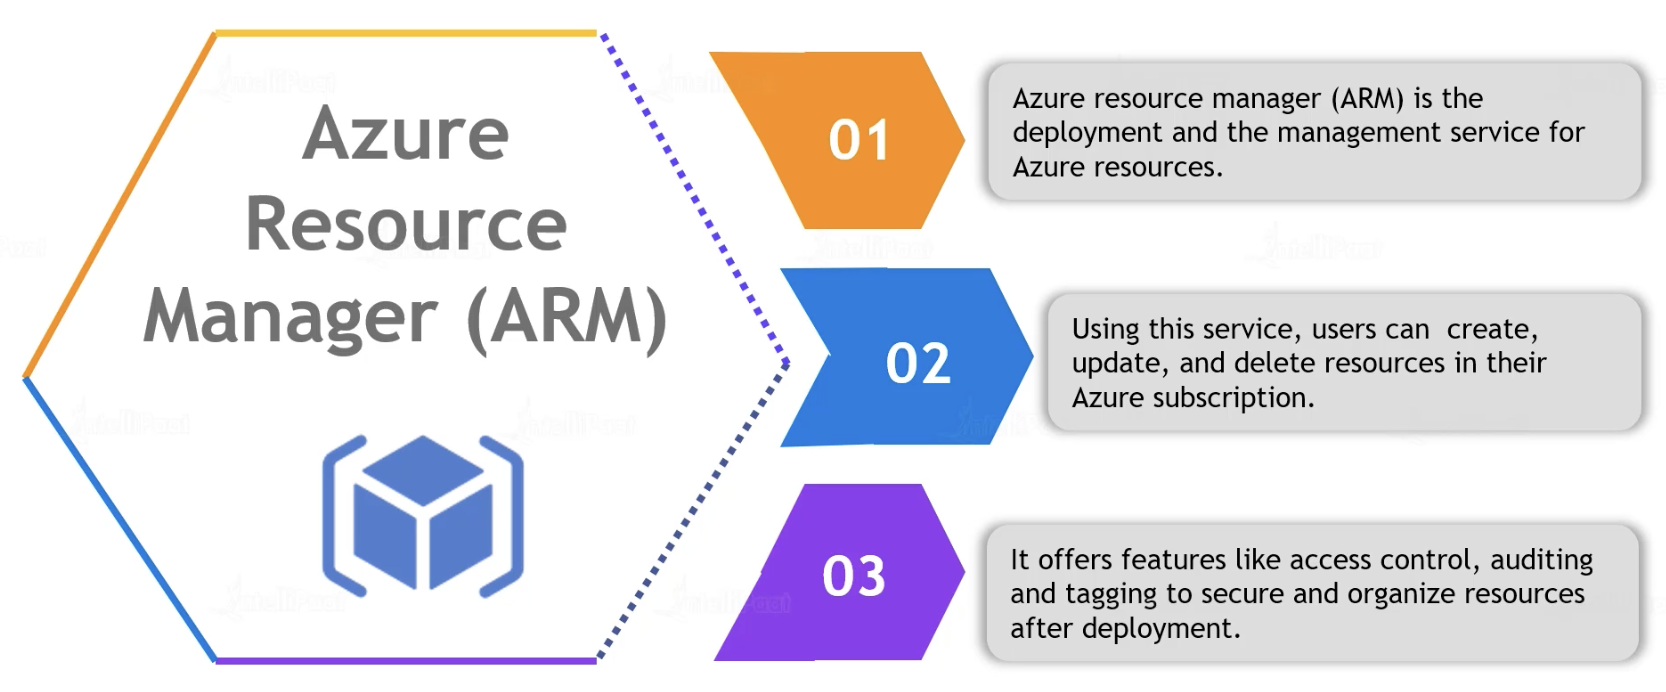 Azure
Resource
Manager (ARM)
01
Azure resource manager (ARM) is the
deployment and the management service for
Azure resources.
02
Using this service, users can create,
update, and delete resources in their
Azure subscription.
03
It offers features like access control, auditing
and tagging to secure and organize resources
after deployment.